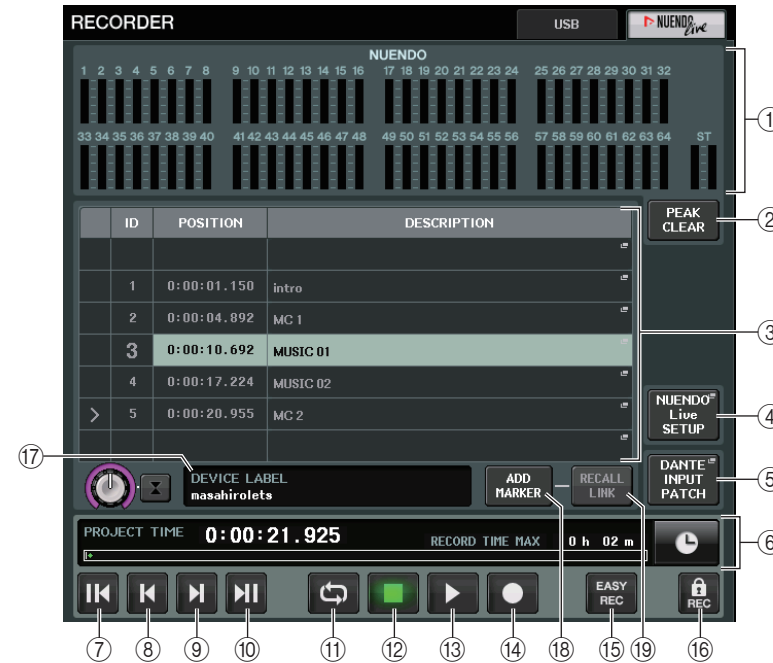 RECORDER
USB
NUENDO Live
NUENDO
1 2 3 4 5 6 7 8 9 10 11 12 13 14 15 16 17 18 19 20 21 22 23 24 25 26 27 28 29 30 31 32
33 34 35 36 37 38 39 40 41 42 43 44 45 46 47 48 49 50 51 52 53 54 55 56 57 58 59 60 61 62 63 64 ST
①
PEAK
CLEAR
②
ID POSITION DESCRIPTION
1 0:00:01.150 intro
2 0:00:04.892 MC 1
3 0:00:10.692 MUSIC 01
4 0:00:17.224 MUSIC 02
> 5 0:00:20.955 MC 2
③
NUENDO
Live
SETUP
④
⑰
DEVICE LABEL
masahirolets
ADD
MARKER
RECALL
LINK
DANTE
INPUT
PATCH
⑤
PROJECT TIME 0:00:21.925 RECORD TIME MAX 0 h 02 m
⑥
EASY
REC
REC
⑦ ⑧ ⑨ ⑩ ⑪ ⑫ ⑬ ⑭ ⑱ ⑮ ⑲ ⑯